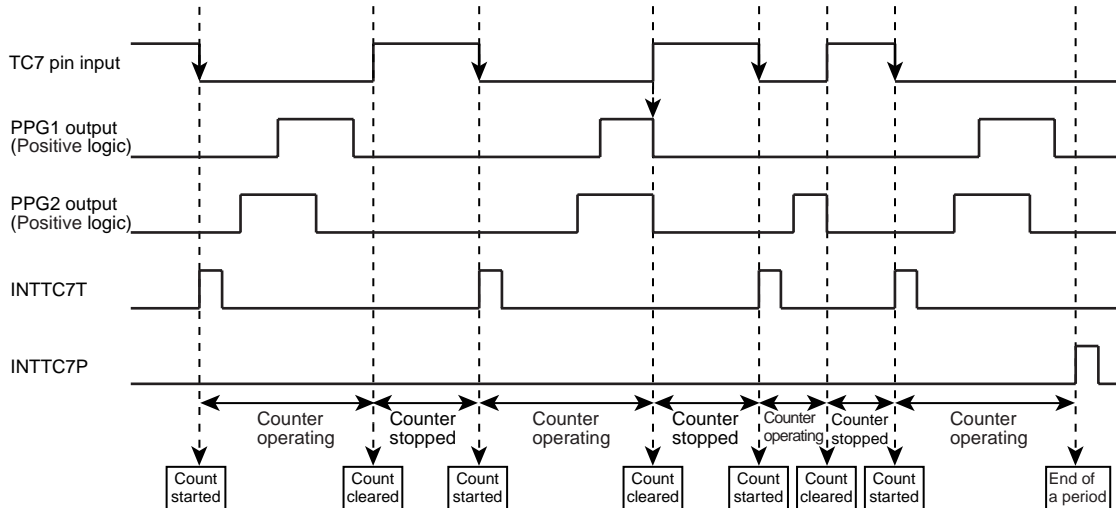 TC7 pin input
PPG1 output
(Positive logic)
PPG2 output
(Positive logic)
INTTC7T
INTTC7P
Counter
operating
Counter
stopped
Counter
operating
Counter
stopped
Counter
operating
Counter
stopped
Counter
operating
Count
started
Count
cleared
Count
started
Count
cleared
Count
started
Count
cleared
Count
started
End of
a period